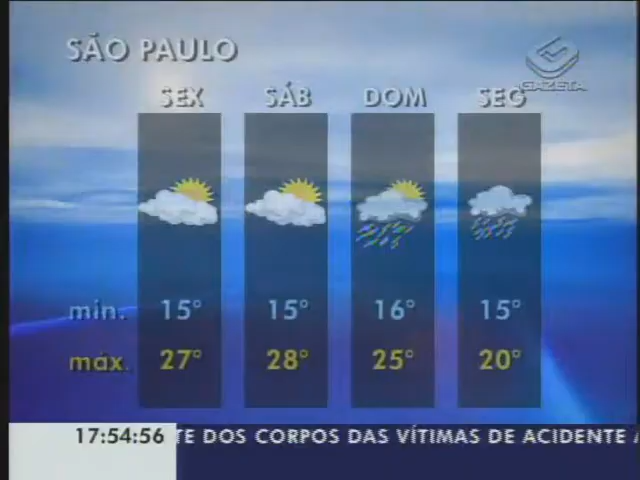 SÃO PAULO
GAZETA
SEX SÁB DOM SEG
mín. 15° 15° 16° 15°
máx. 27° 28° 25° 20°
17:54:56 TE DOS CORPOS DAS VÍTIMAS DE ACIDENTE